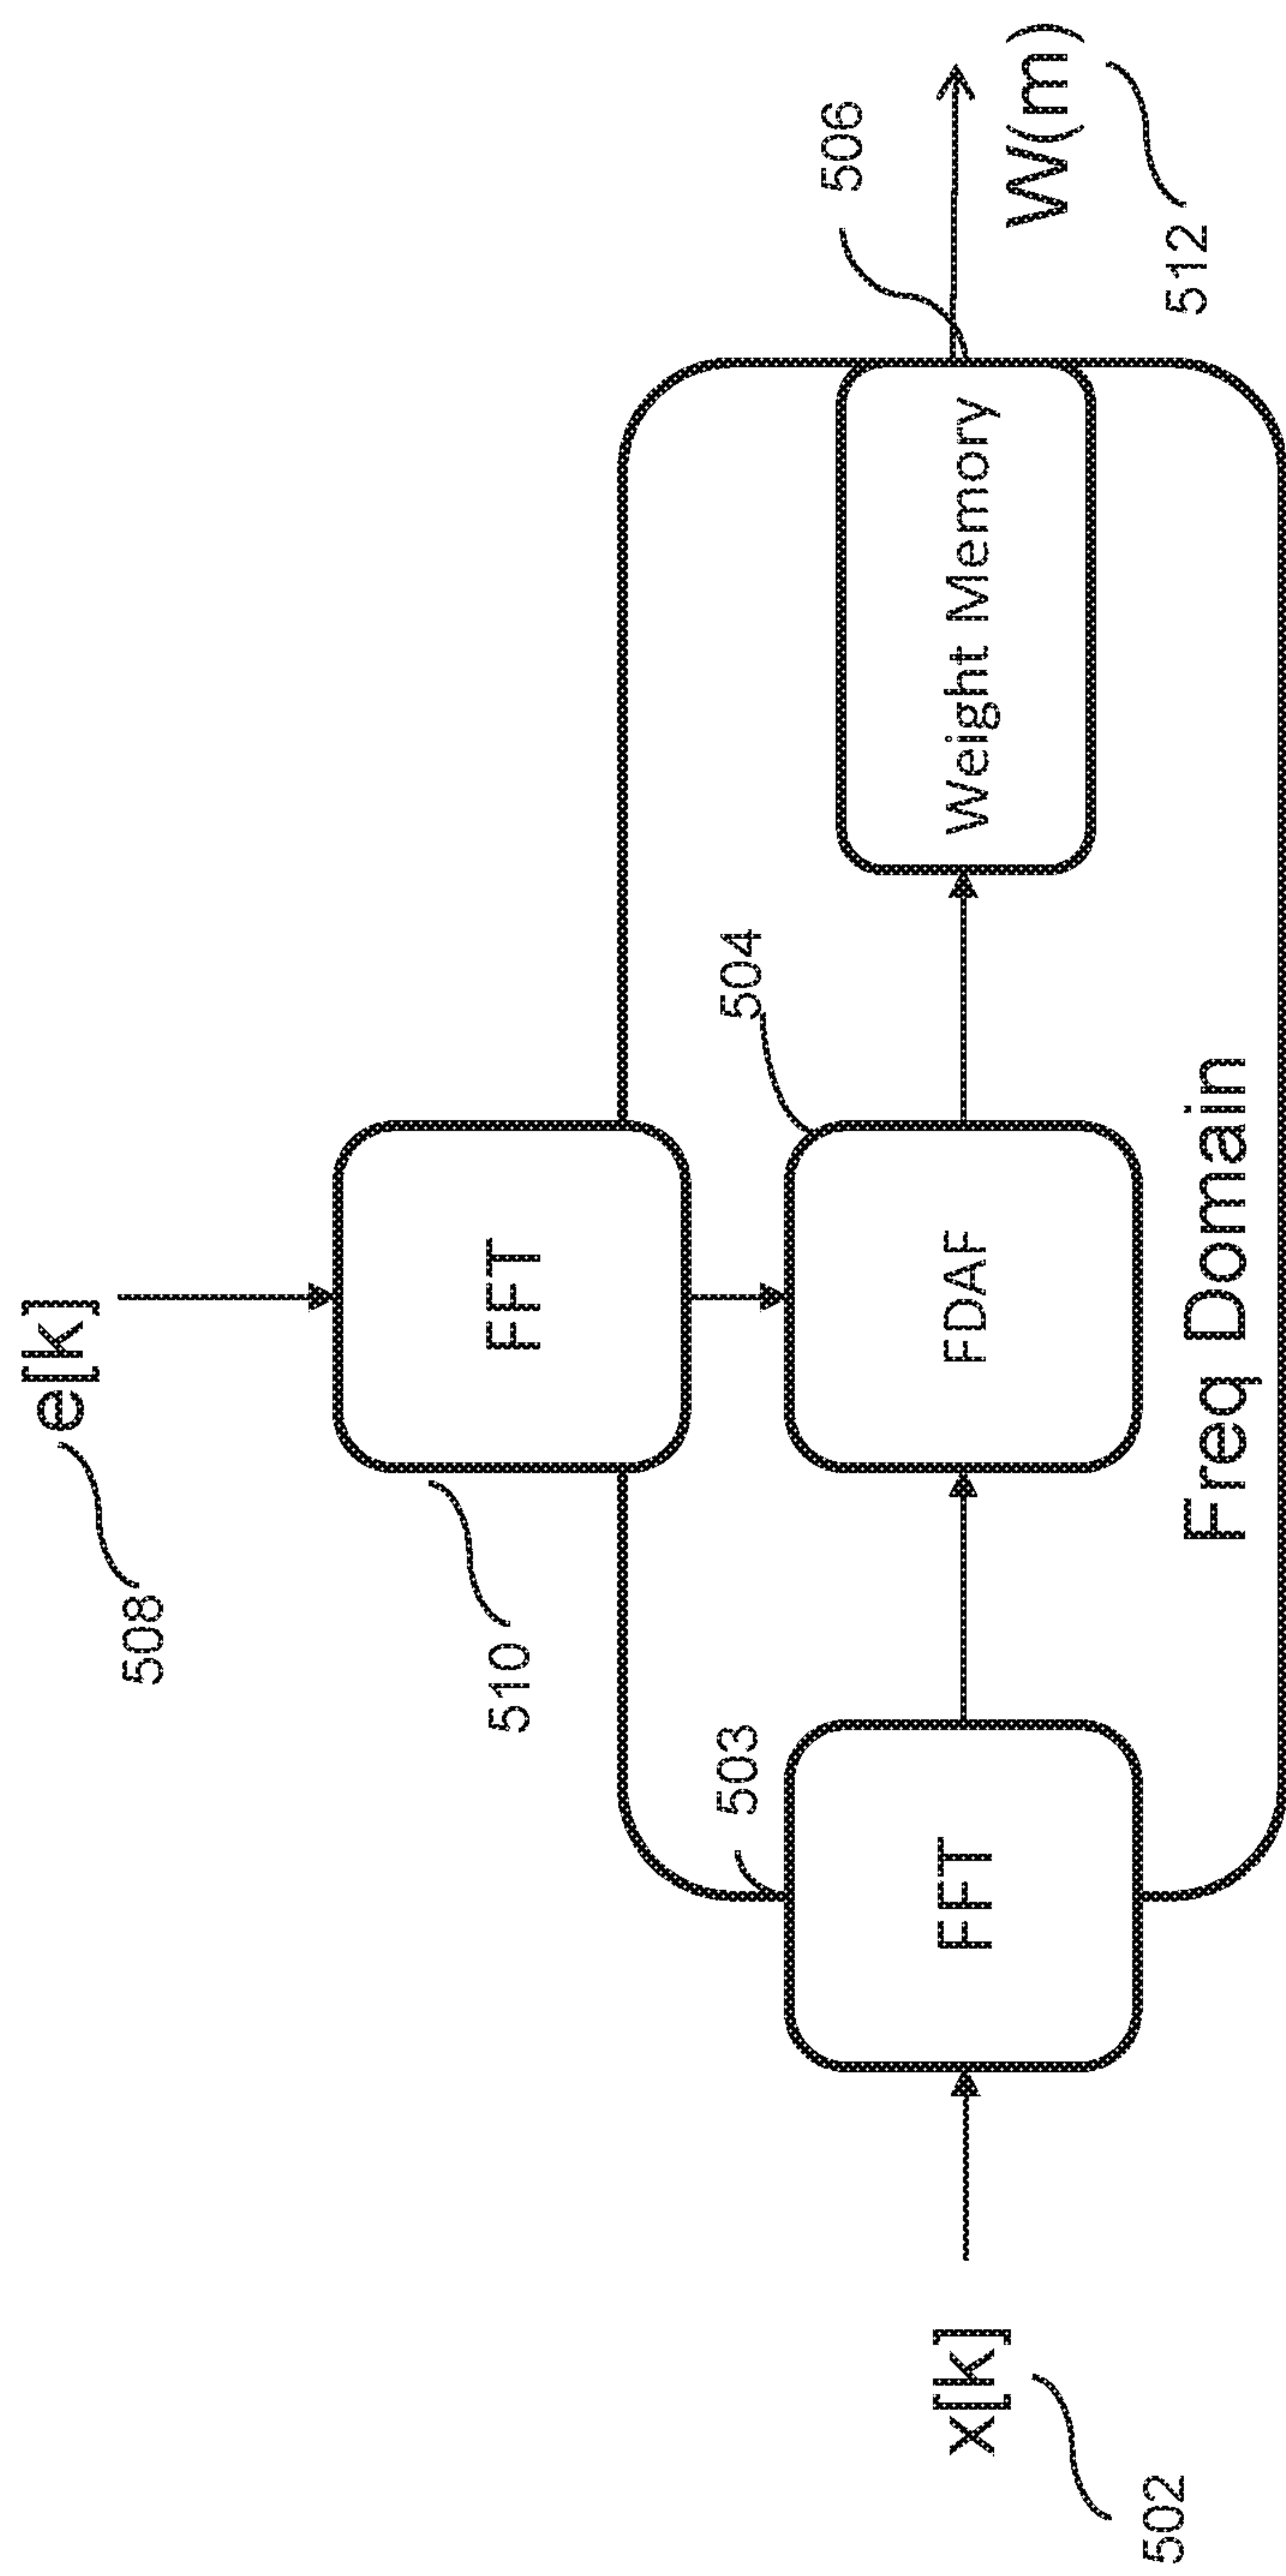 e[k]
508
FFT
510
503
504
506
x[k]
502
FFT
FDAF
Weight Memory
W(m)
512
Freq Domain